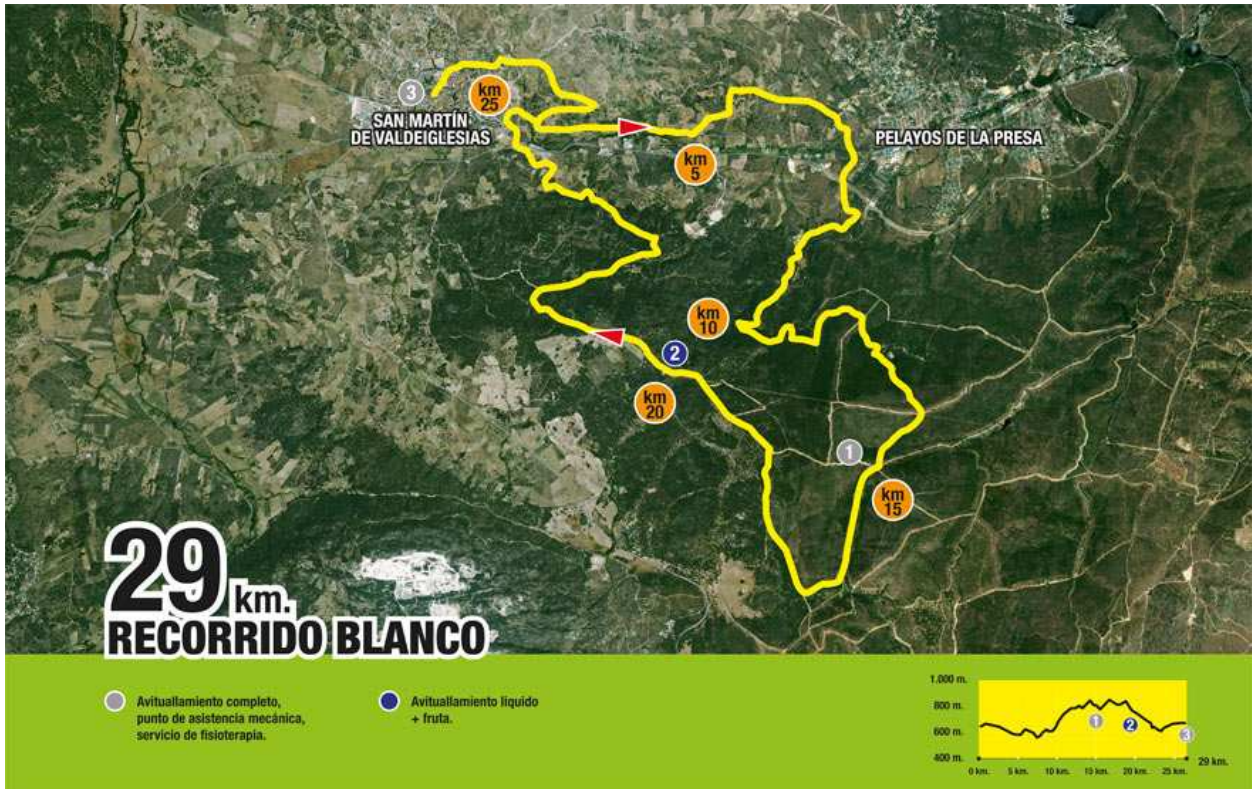 3
km
25
SAN MARTÍN
DE VALDEIGLESIAS
PELAYOS DE LA PRESA
km
5
km
10
2
km
20
1
km
15
29 km.
RECORRIDO BLANCO
Avituallamiento completo,
punto de asistencia mecánica,
servicio de fisioterapia.
Avituallamiento líquido
+ fruta.
1.000 m.
800 m.
600 m.
400 m.
1
2
3
0 km.
5 km.
10 km.
15 km.
20 km.
25 km.
29 km.